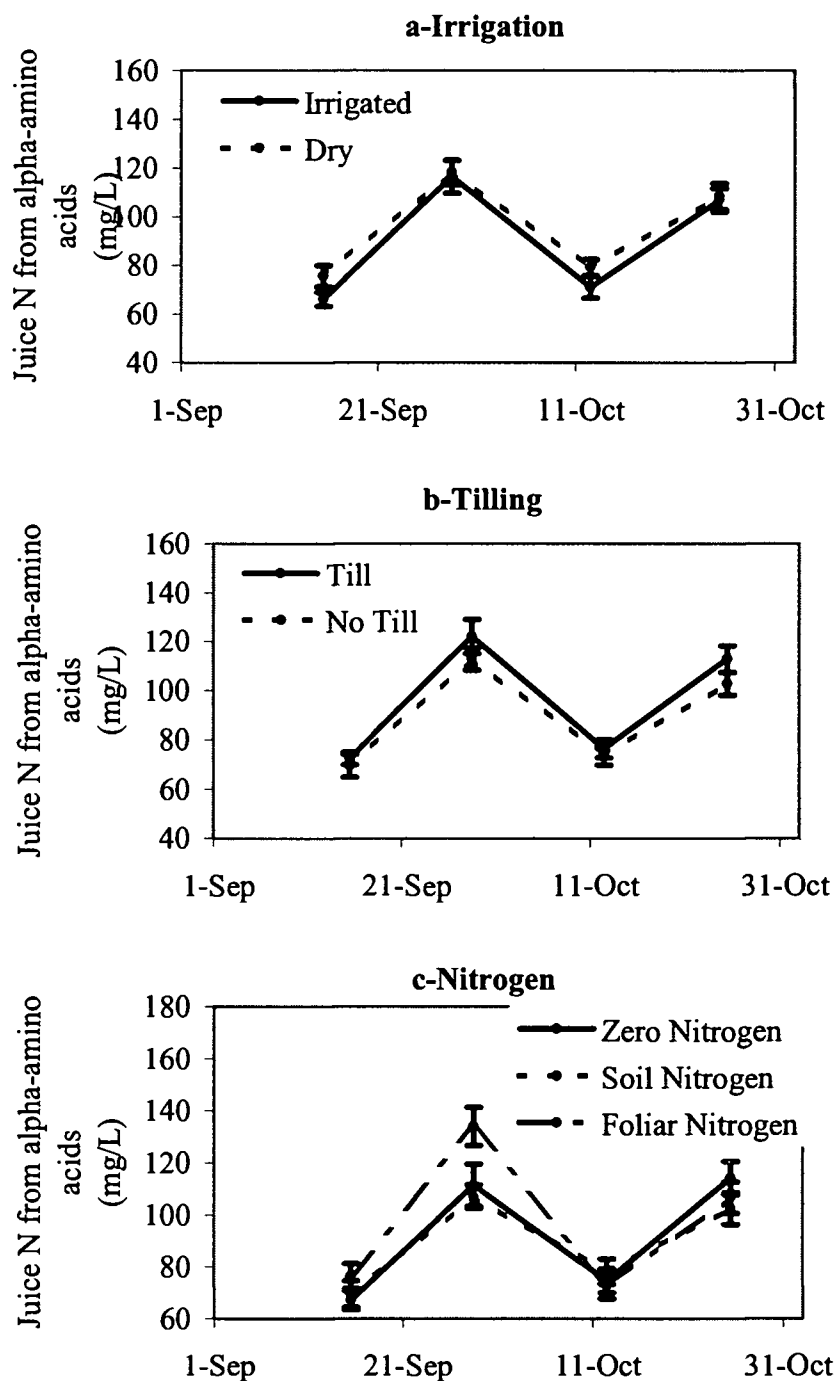 a-Irrigation
Juice N from alpha-amino
acids
(mg/L)
160
140
120
100
80
60
40
Irrigated
Dry
1-Sep 21-Sep 11-Oct 31-Oct
b-Tilling
Juice N from alpha-amino
acids
(mg/L)
160
140
120
100
80
60
40
Till
No Till
1-Sep 21-Sep 11-Oct 31-Oct
c-Nitrogen
Juice N from alpha-amino
acids
(mg/L)
180
160
140
120
100
80
60
Zero Nitrogen
Soil Nitrogen
Foliar Nitrogen
1-Sep 21-Sep 11-Oct 31-Oct